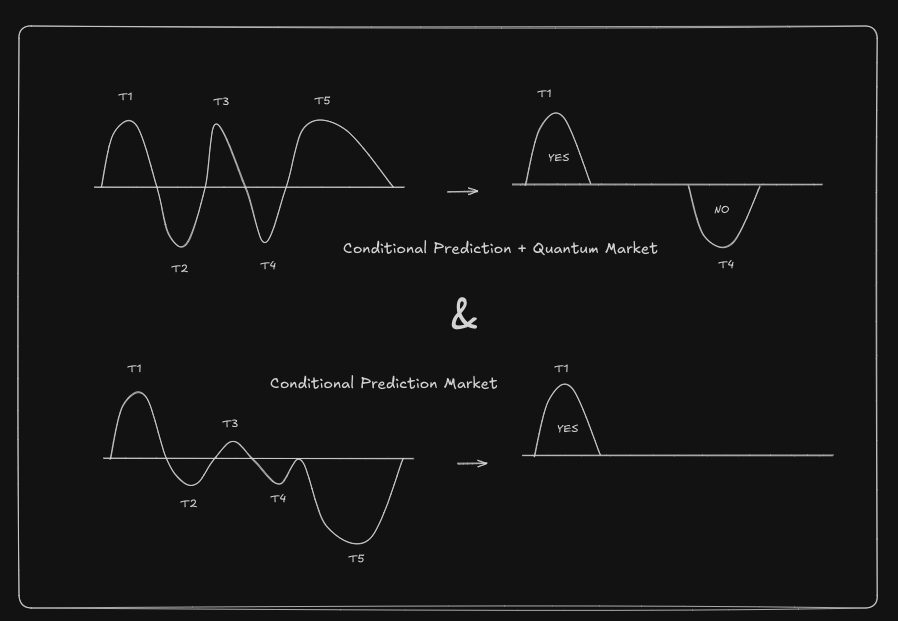 T1
T3
T5
T1
YES
NO
T2
T4
T4
Conditional Prediction + Quantum Market
&
T1
T1
Conditional Prediction Market
T3
YES
T2
T4
T5